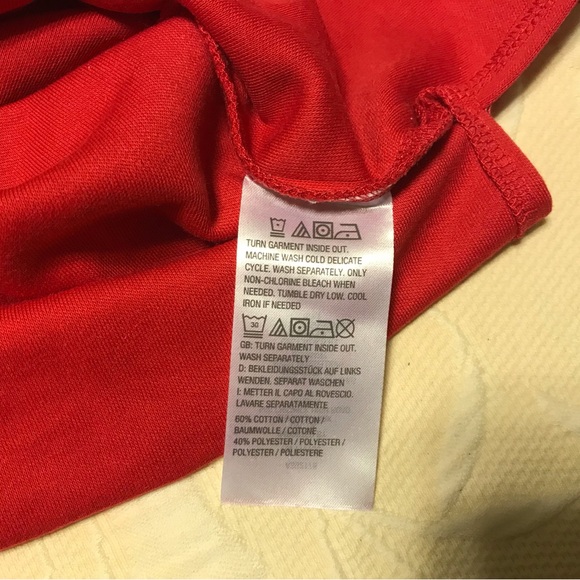 TURN GARMENT INSIDE OUT.
MACHINE WASH COLD DELICATE
CYCLE. WASH SEPARATELY. ONLY
NON-CHLORINE BLEACH WHEN
NEEDED. TUMBLE DRY LOW. COOL
IRON IF NEEDED
30
GB: TURN GARMENT INSIDE OUT.
WASH SEPARATELY
D: BEKLEIDUNGSSTÜCK AUF LINKS
WENDEN. SEPARAT WASCHEN
I: METTER IL CAPO AL ROVESCIO.
LAVARE SEPARATAMENTE
60% COTTON / COTTON /
BAUMWOLLE / COTONE
40% POLYESTER / POLYESTER /
POLYESTER / POLIESTERE